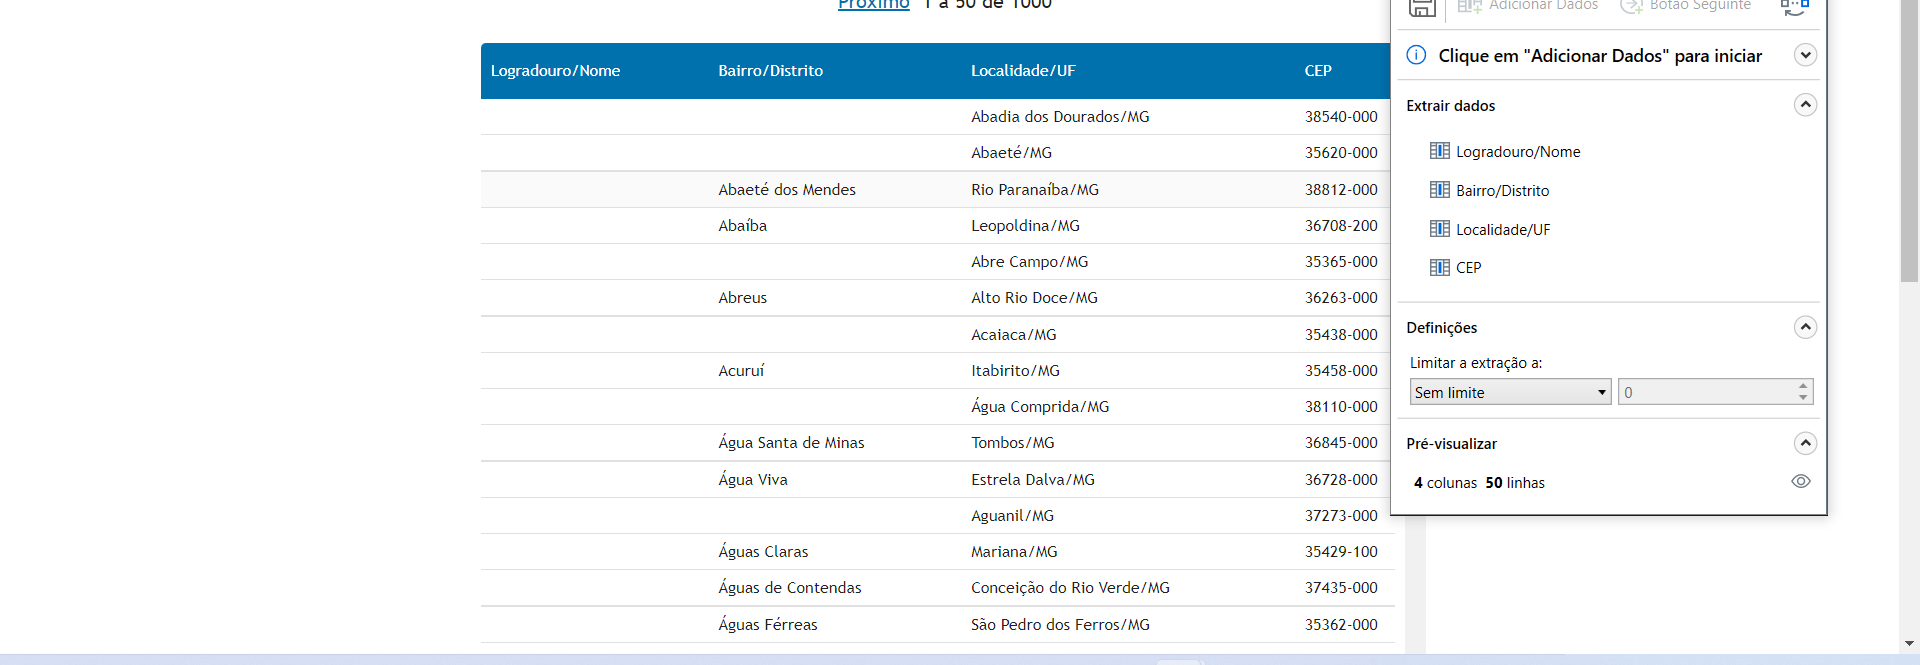 Próximo 1 a 50 de 1000
Logradouro/Nome Bairro/Distrito Localidade/UF CEP
Abadia dos Dourados/MG 38540-000
Abaeté/MG 35620-000
Abaeté dos Mendes Rio Paranaíba/MG 38812-000
Abaíba Leopoldina/MG 36708-200
Abre Campo/MG 35365-000
Abreus Alto Rio Doce/MG 36263-000
Acaiaca/MG 35438-000
Acuruí Itabirito/MG 35458-000
Água Comprida/MG 38110-000
Água Santa de Minas Tombos/MG 36845-000
Água Viva Estrela Dalva/MG 36728-000
Aguanil/MG 37273-000
Águas Claras Mariana/MG 35429-100
Águas de Contendas Conceição do Rio Verde/MG 37435-000
Águas Férreas São Pedro dos Ferros/MG 35362-000
Adicionar Dados Botão Seguinte
Clique em "Adicionar Dados" para iniciar
Extrair dados
Logradouro/Nome
Bairro/Distrito
Localidade/UF
CEP
Definições
Limitar a extração a:
Sem limite 0
Pré-visualizar
4 colunas 50 linhas